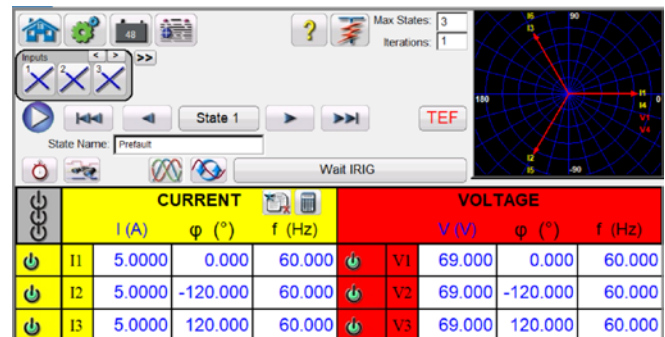 Max States: 3
48
? 
Iterations: 1
Inputs < > >>
1 2 3
State 1
TEF
State Name: Prefault
Wait IRIG
I6 90
I3
180
I1
I4 0
V1
V4
I2
I5 -90
CURRENT VOLTAGE
I (A) φ (°) f (Hz) V (V) φ (°) f (Hz)
I1 5.0000 0.000 60.000 V1 69.000 0.000 60.000
I2 5.0000 -120.000 60.000 V2 69.000 -120.000 60.000
I3 5.0000 120.000 60.000 V3 69.000 120.000 60.000